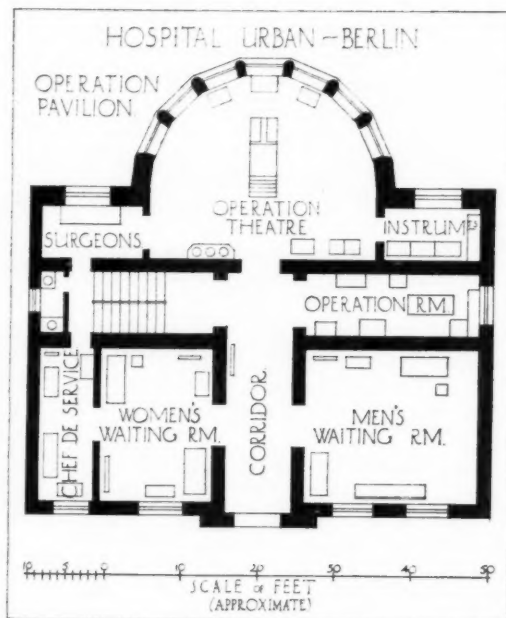 HOSPITAL URBAN - BERLIN
OPERATION
PAVILION.
OPERATION
THEATRE
SURGEONS
INSTRUM
OPERATION RM.
CHEF DE SERVICE
WOMEN'S
WAITING RM.
CORRIDOR.
MEN'S
WAITING RM.
10 5 0 10 20 30 40 50
SCALE OF FEET
(APPROXIMATE)